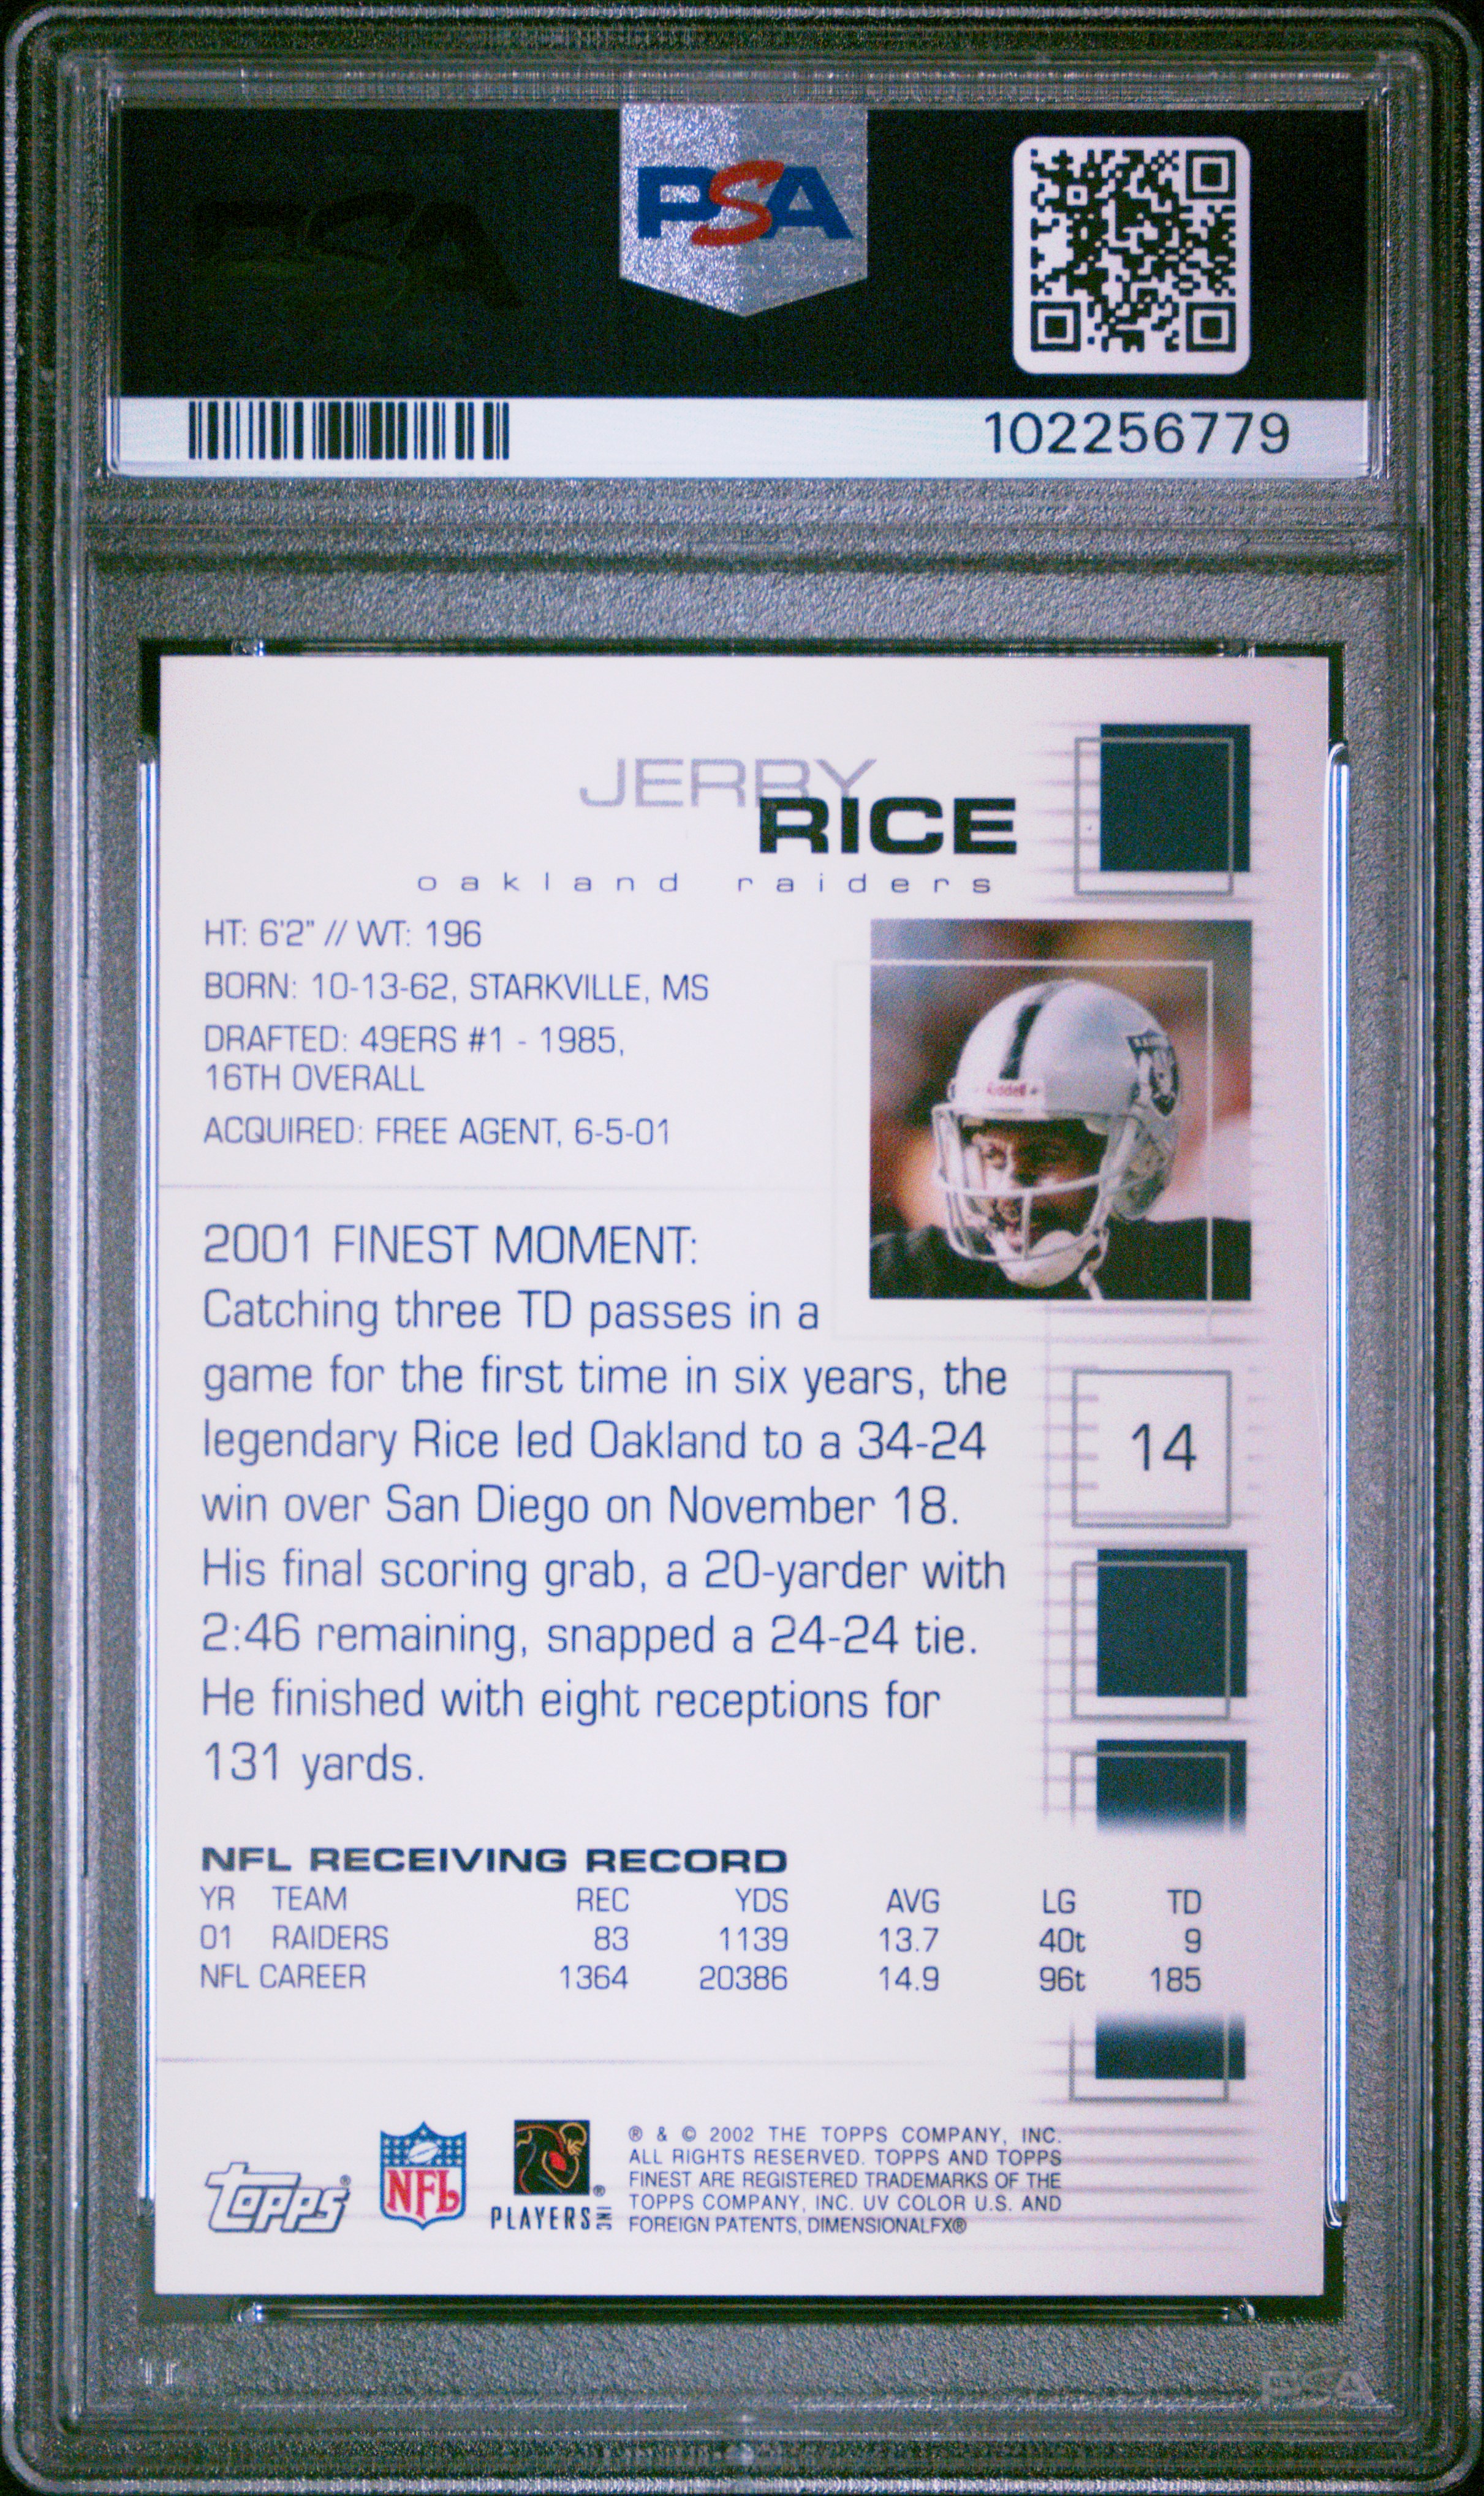 PSA
102256779
JERRY
RICE
oakland raiders
HT: 6'2" // WT: 196
BORN: 10-13-62, STARKVILLE, MS
DRAFTED: 49ERS #1 - 1985,
16TH OVERALL
ACQUIRED: FREE AGENT, 6-5-01
Riddell
2001 FINEST MOMENT:
Catching three TD passes in a
game for the first time in six years, the
legendary Rice led Oakland to a 34-24
win over San Diego on November 18.
His final scoring grab, a 20-yarder with
2:46 remaining, snapped a 24-24 tie.
He finished with eight receptions for
131 yards.
14
NFL RECEIVING RECORD
YR TEAM REC YDS AVG LG TD
01 RAIDERS 83 1139 13.7 40t 9
NFL CAREER 1364 20386 14.9 96t 185
Topps®
NFL
PLAYERS INC ®
® & © 2002 THE TOPPS COMPANY, INC.
ALL RIGHTS RESERVED. TOPPS AND TOPPS
FINEST ARE REGISTERED TRADEMARKS OF THE
TOPPS COMPANY, INC. UV COLOR U.S. AND
FOREIGN PATENTS, DIMENSIONALFX®
PSA